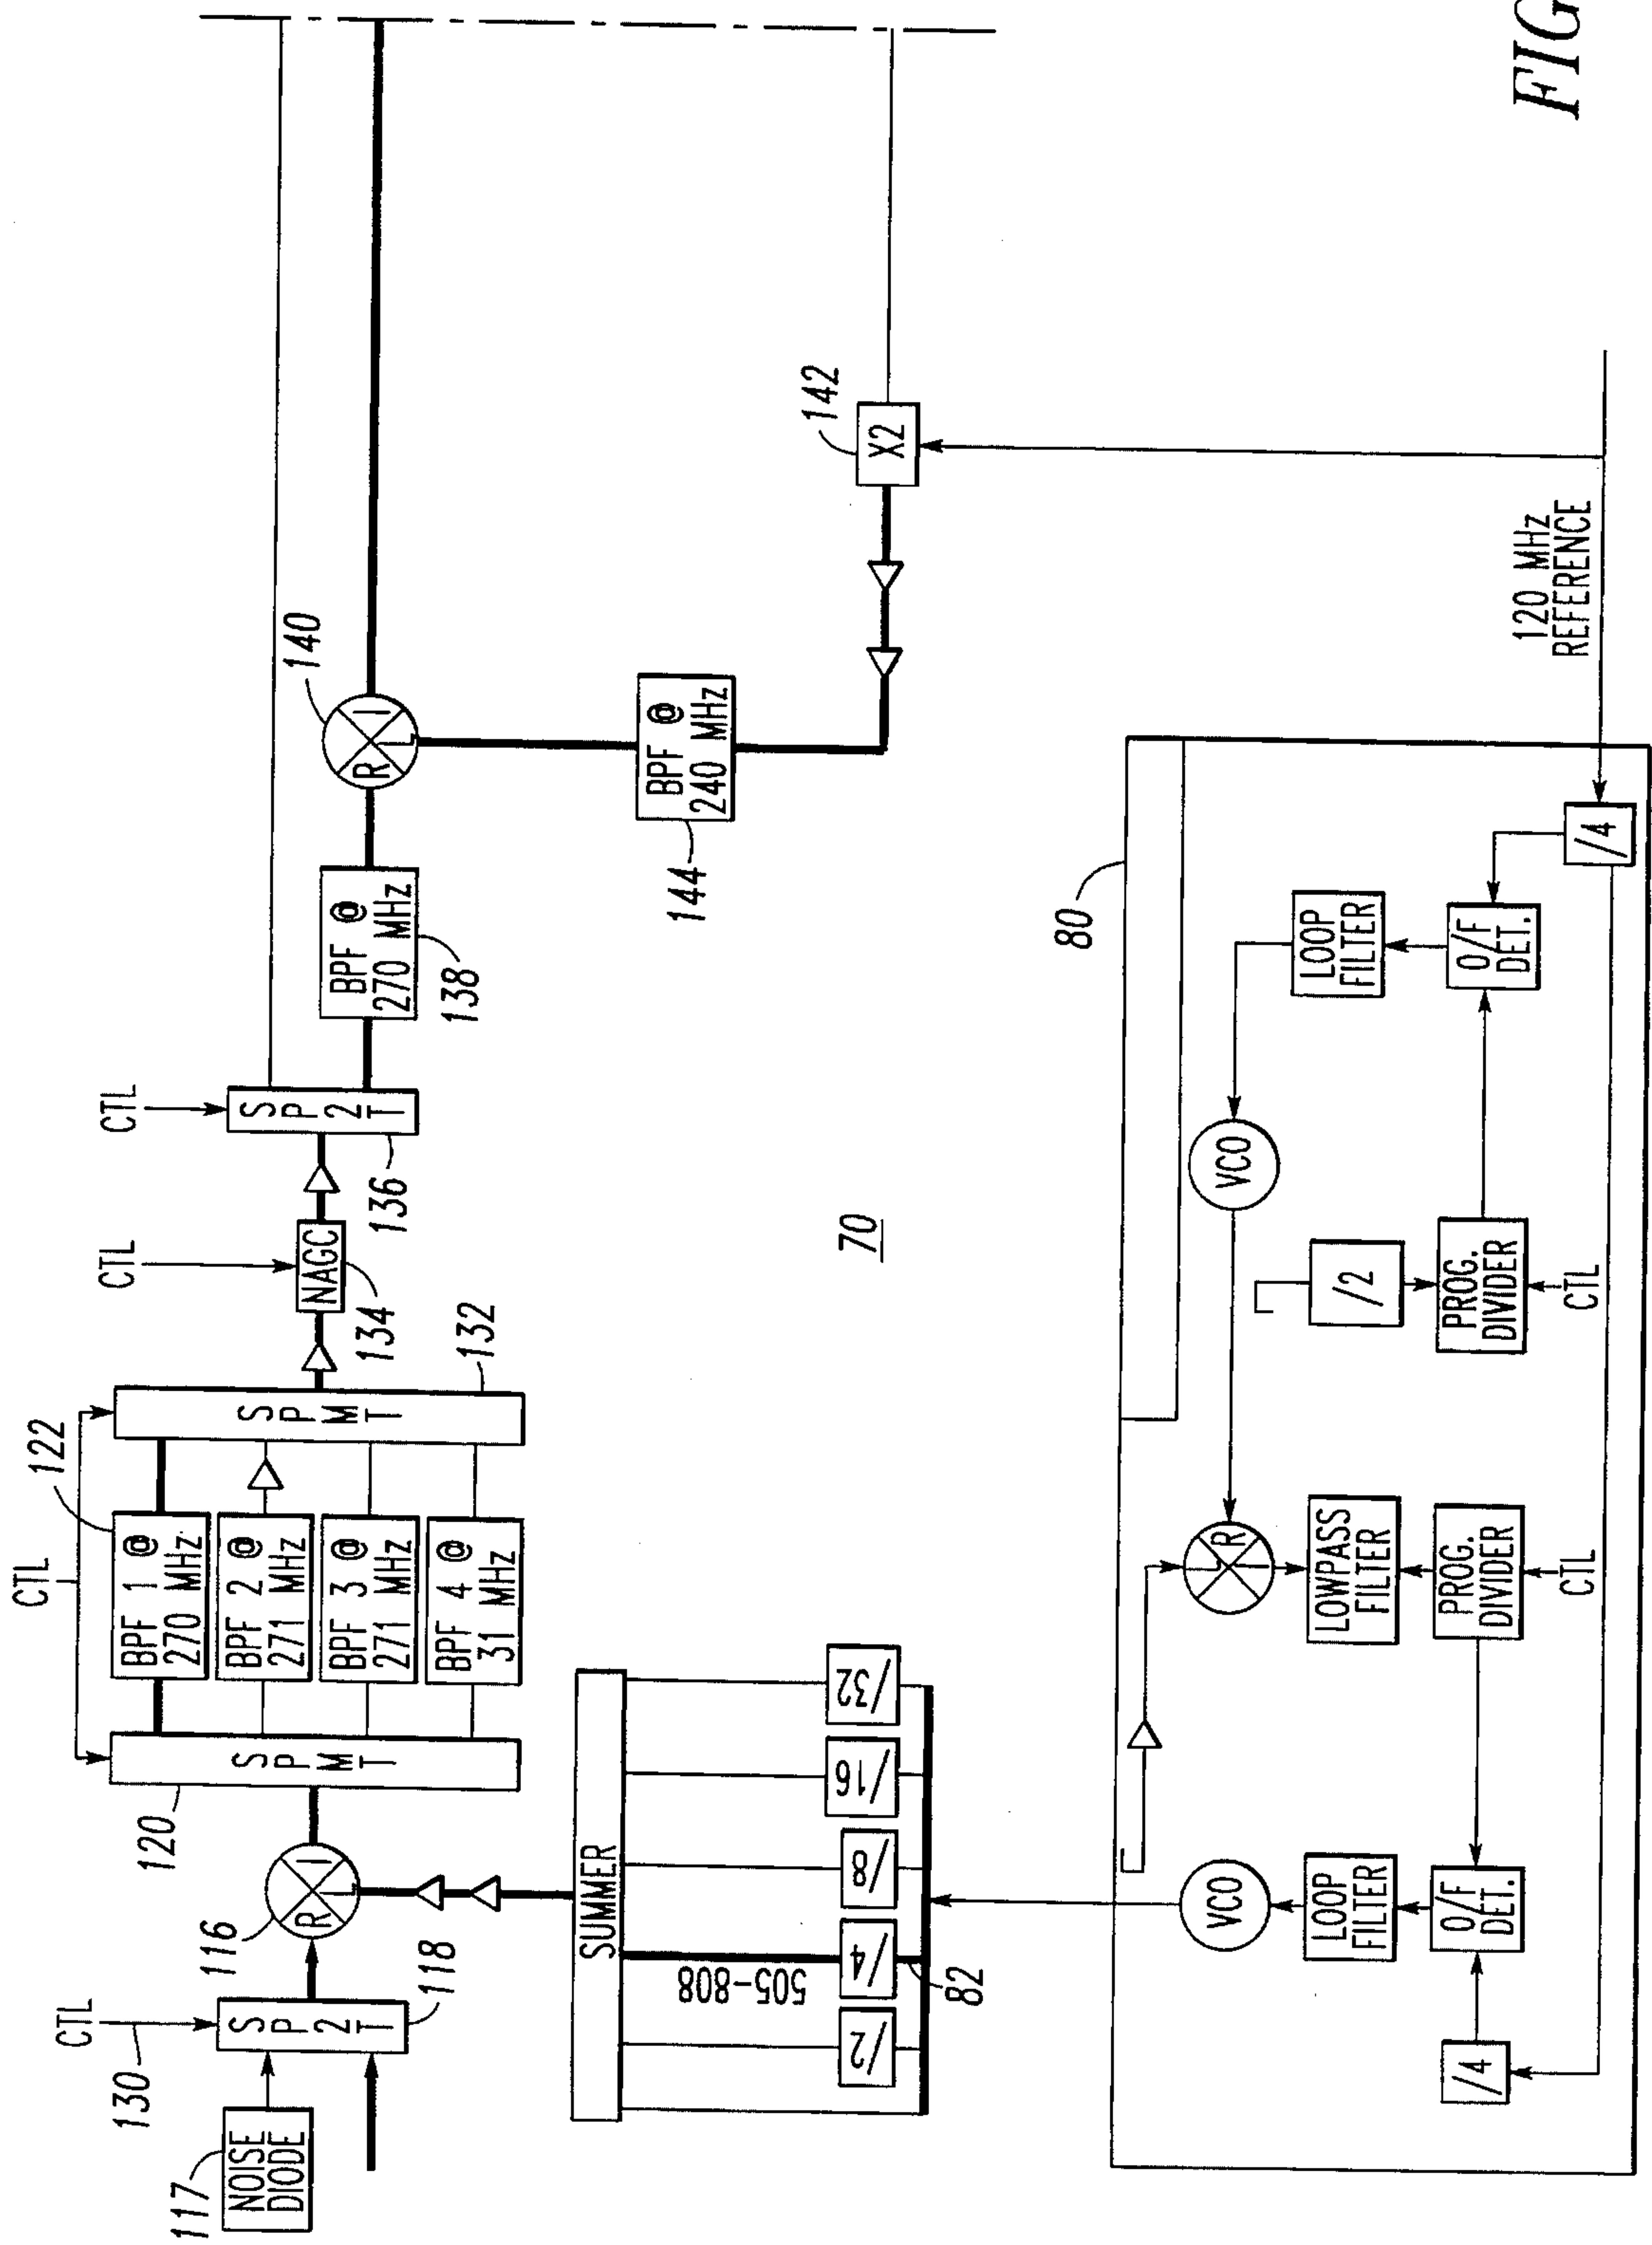 117
NOISE
DIODE
130
CTL
S
P
2
T
118
116
R
I
L
120
S
P
M
T
CTL
122
BPF 1 @
270 MHz
BPF 2 @
271 MHz
BPF 3 @
271 MHz
BPF 4 @
31 MHz
S
P
M
T
132
CTL
NAGC
134
CTL
S
P
2
T
136
BPF @
270 MHz
138
140
R
I
L
BPF @
240 MHz
144
X2
142
SUMMER
505-808
/2
/4
/8
/16
/32
82
70
80
120 MHz
REFERENCE
VCO
LOOP
FILTER
O/F
DET.
/4
L
R
I
LOWPASS
FILTER
PROG.
DIVIDER
CTL
VCO
/2
PROG.
DIVIDER
CTL
LOOP
FILTER
O/F
DET.
/4
FIG